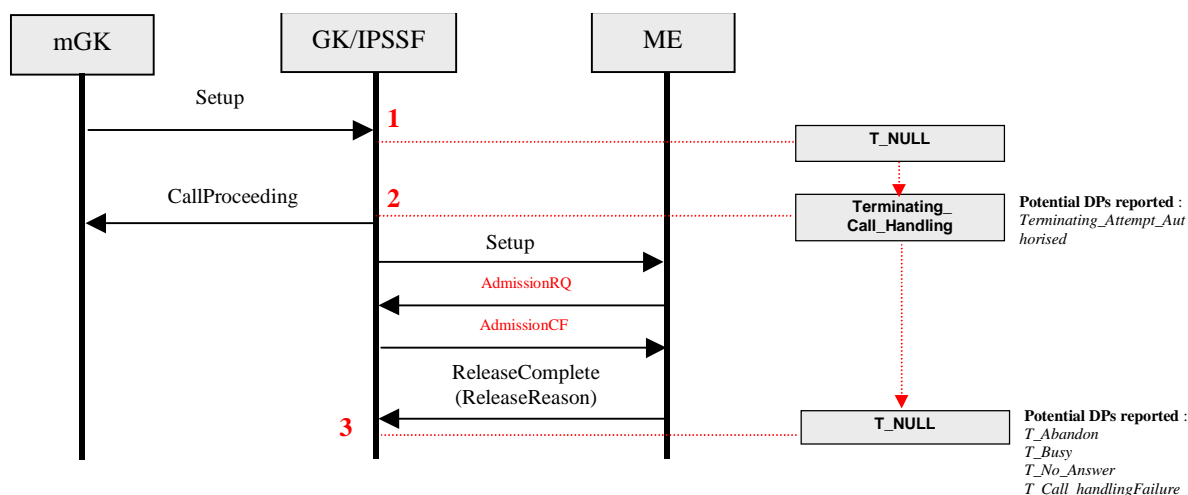 mGK
GK/IPSSF
ME
Setup
1
T_NULL
CallProceeding
2
Terminating_
Call_Handling
Potential DPs reported :
Terminating_Attempt_Aut
horised
Setup
AdmissionRQ
AdmissionCF
ReleaseComplete
(ReleaseReason)
3
T_NULL
Potential DPs reported :
T_Abandon
T_Busy
T_No_Answer
T_Call_handlingFailure